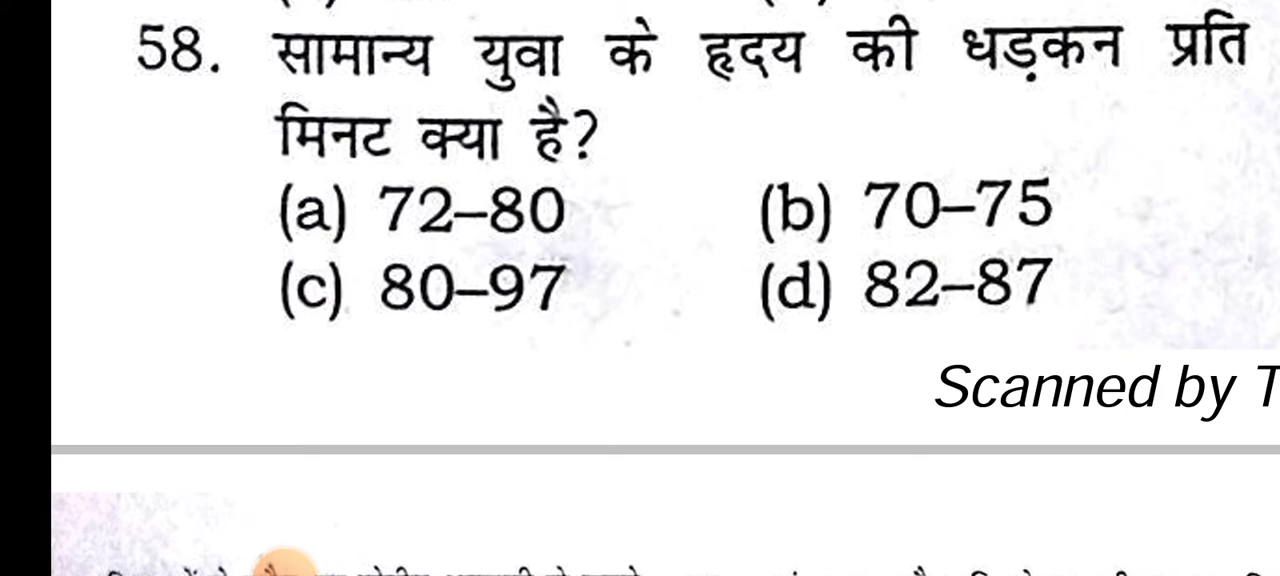 58. सामान्य युवा के हृदय की धड़कन प्रति
मिनट क्या है?
(a) 72–80 (b) 70–75
(c) 80–97 (d) 82–87
Scanned by T